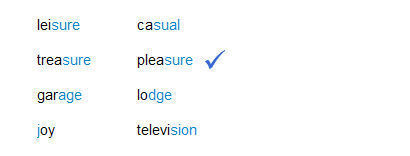 leisure casual
treasure pleasure ✓
garage lodge
joy television